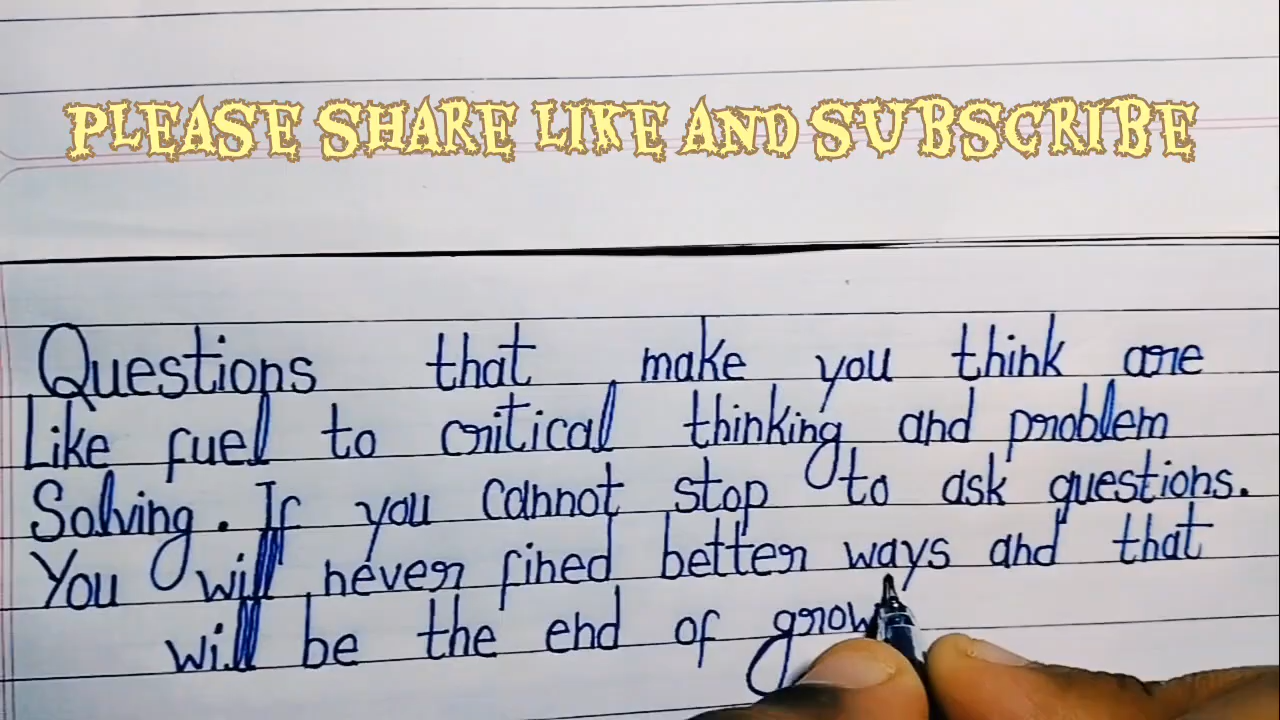 PLEASE SHARE LIKE AND SUBSCRIBE
Questions that make you think are
Like fuel to critical thinking and problem
Solving. If you cannot stop to ask questions.
You will never fined better ways and that
will be the end of grow